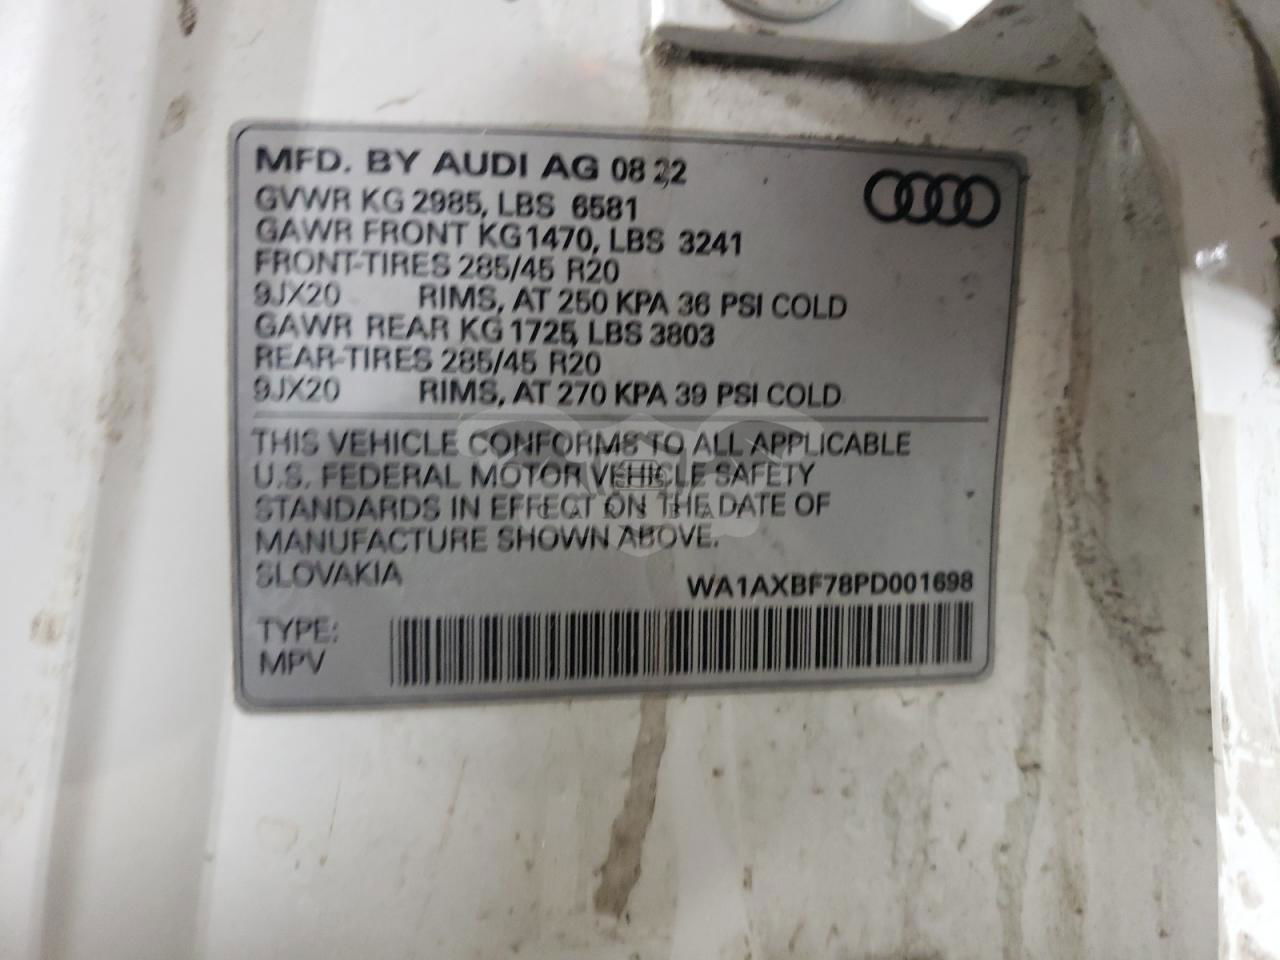 MFD. BY AUDI AG 08 22
GVWR KG 2985, LBS 6581
GAWR FRONT KG1470, LBS 3241
FRONT-TIRES 285/45 R20
9JX20 RIMS, AT 250 KPA 36 PSI COLD
GAWR REAR KG 1725, LBS 3803
REAR-TIRES 285/45 R20
9JX20 RIMS, AT 270 KPA 39 PSI COLD
THIS VEHICLE CONFORMS TO ALL APPLICABLE
U.S. FEDERAL MOTOR VEHICLE SAFETY
STANDARDS IN EFFECT ON THE DATE OF
MANUFACTURE SHOWN ABOVE.
SLOVAKIA
WA1AXBF78PD001698
TYPE:
MPV